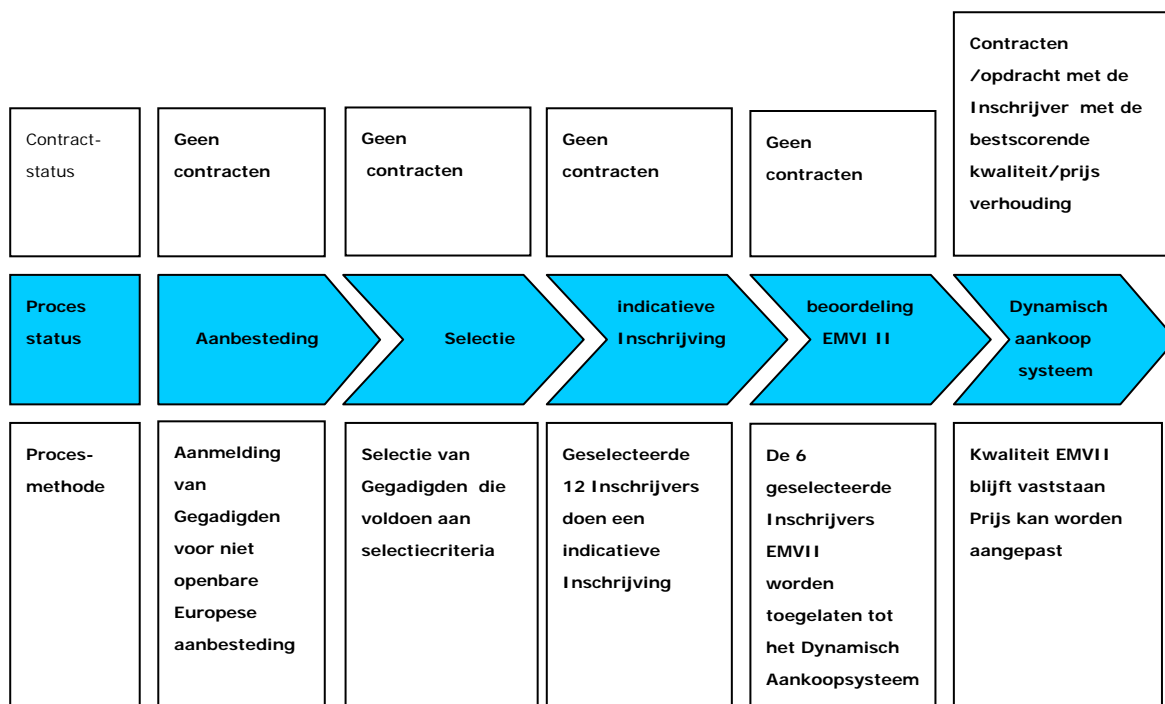 Contract-
status
Geen
contracten
Geen
contracten
Geen
contracten
Geen
contracten
Contracten
/opdracht met de
Inschrijver met de
bestscorende
kwaliteit/prijs
verhouding
Proces
status
Aanbesteding
Selectie
indicatieve
Inschrijving
beoordeling
EMVI II
Dynamisch
aankoop
systeem
Proces-
methode
Aanmelding
van
Gegadigden
voor niet
openbare
Europese
aanbesteding
Selectie van
Gegadigden die
voldoen aan
selectiecriteria
Geselecteerde
12 Inschrijvers
doen een
indicatieve
Inschrijving
De 6
geselecteerde
Inschrijvers
EMVII
worden
toegelaten tot
het Dynamisch
Aankoopsysteem
Kwaliteit EMVII
blijft vaststaan
Prijs kan worden
aangepast